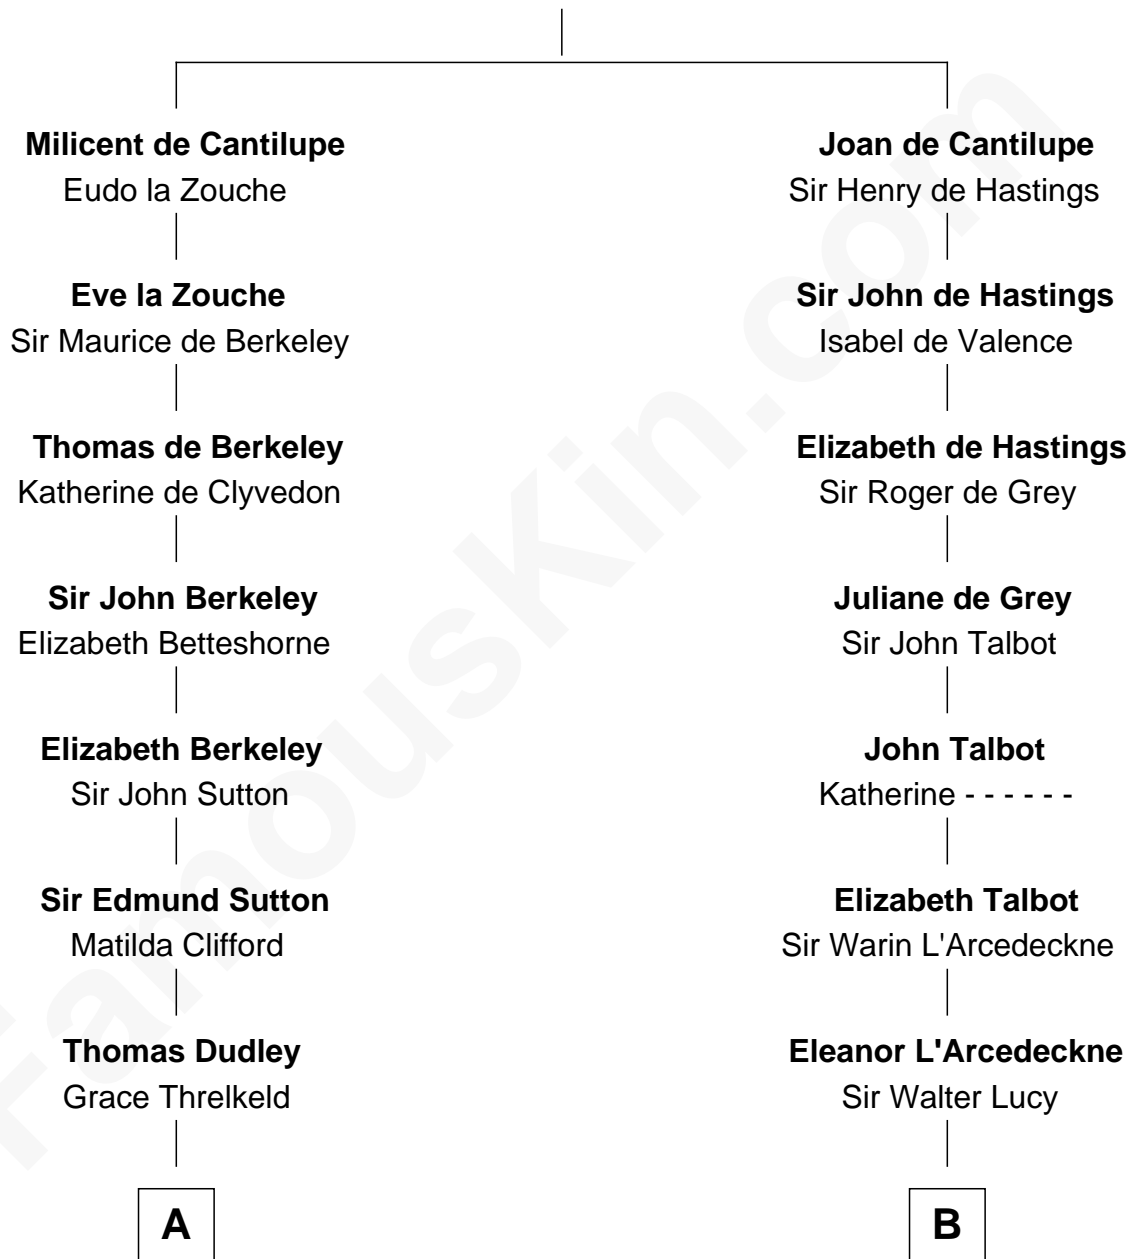 Milicent de Cantilupe
Eudo la Zouche
Eve la Zouche
Sir Maurice de Berkeley
Thomas de Berkeley
Katherine de Clyvedon
Sir John Berkeley
Elizabeth Betteshorne
Elizabeth Berkeley
Sir John Sutton
Sir Edmund Sutton
Matilda Clifford
Thomas Dudley
Grace Threlkeld
A
Joan de Cantilupe
Sir Henry de Hastings
Sir John de Hastings
Isabel de Valence
Elizabeth de Hastings
Sir Roger de Grey
Juliane de Grey
Sir John Talbot
John Talbot
Katherine - - - - - -
Elizabeth Talbot
Sir Warin L'Arcedeckne
Eleanor L'Arcedeckne
Sir Walter Lucy
B
FamousKin.com